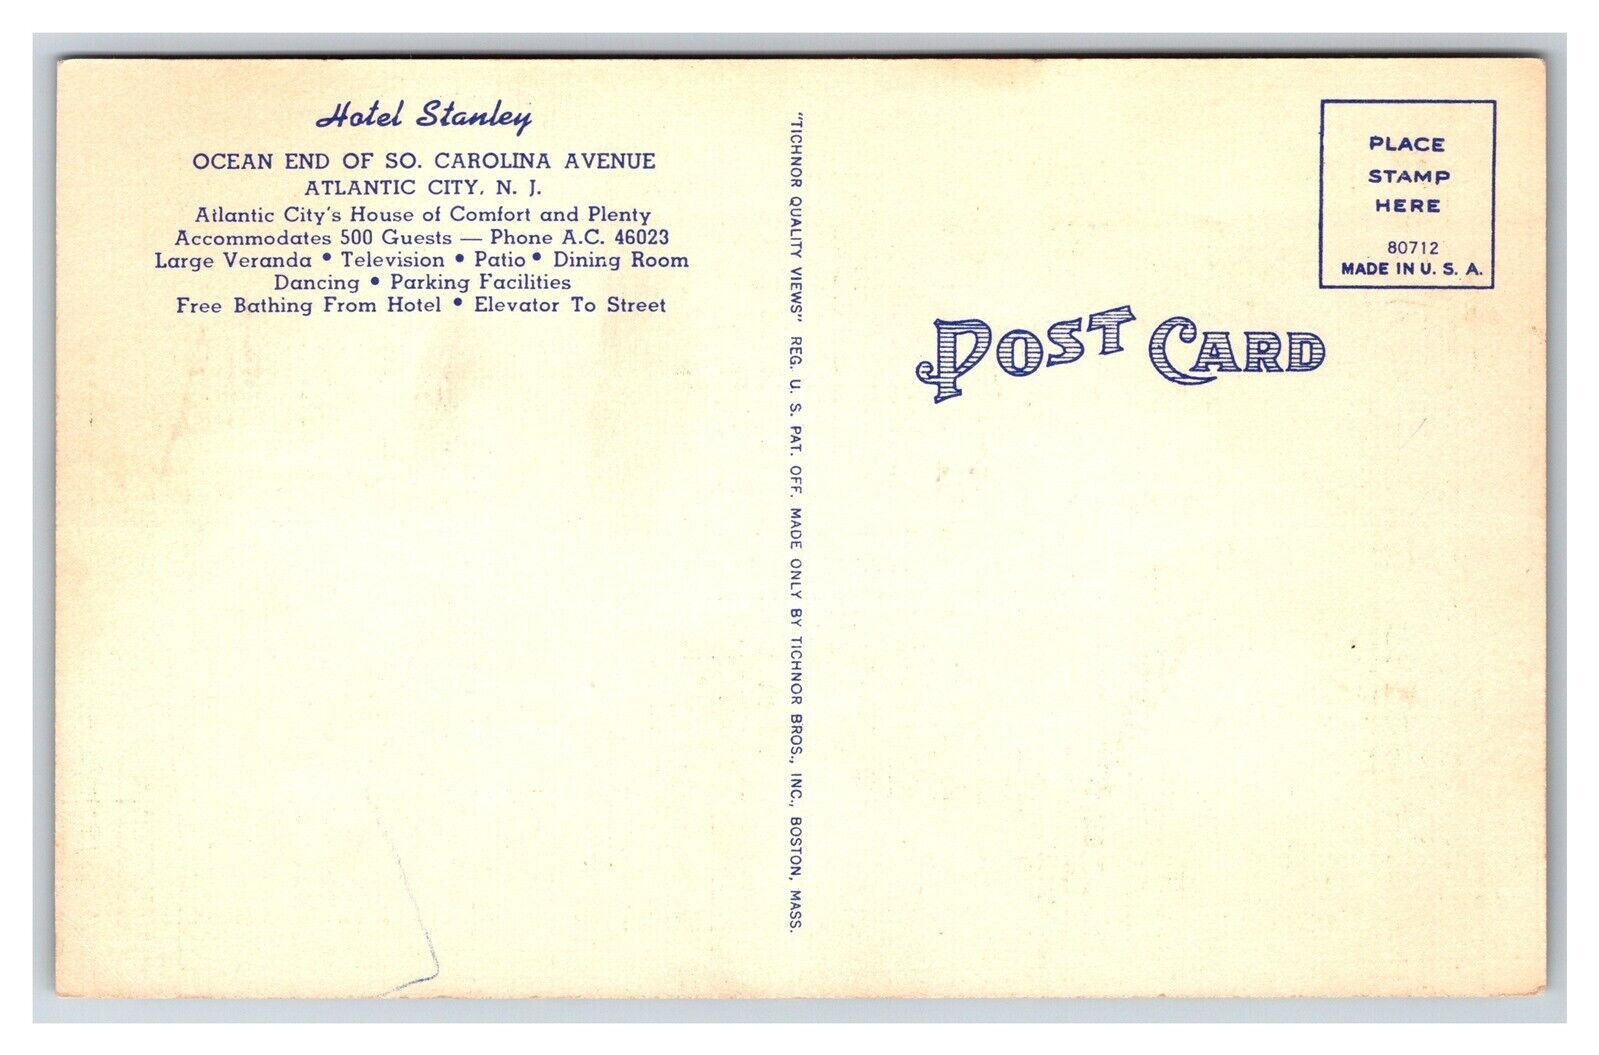 Hotel Stanley
OCEAN END OF SO. CAROLINA AVENUE
ATLANTIC CITY, N. J.
Atlantic City's House of Comfort and Plenty
Accommodates 500 Guests — Phone A.C. 46023
Large Veranda • Television • Patio • Dining Room
Dancing • Parking Facilities
Free Bathing From Hotel • Elevator To Street
"TICHNOR QUALITY VIEWS" REG. U. S. PAT. OFF. MADE ONLY BY TICHNOR BROS., INC., BOSTON, MASS.
PLACE
STAMP
HERE
80712
MADE IN U. S. A.
POST CARD